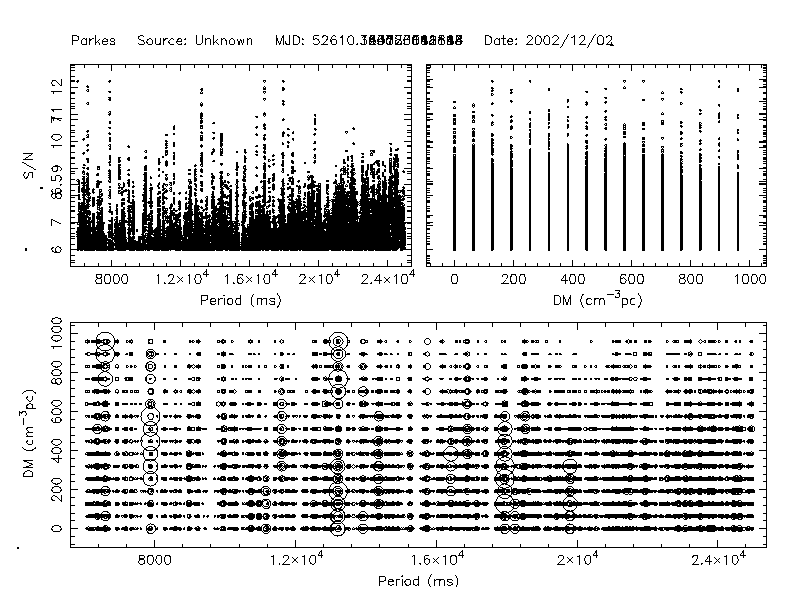 Parkes Source: Unknown MJD: 52610. Date: 2002/12/02
S/N
12
11
10
9
7
6
8000 1.2×10⁴ 1.6×10⁴ 2×10⁴ 2.4×10⁴
Period (ms)
0 200 400 600 800 1000
DM (cm⁻³pc)
DM (cm⁻³pc)
1000
800
600
400
200
0
8000 1.2×10⁴ 1.6×10⁴ 2×10⁴ 2.4×10⁴
Period (ms)